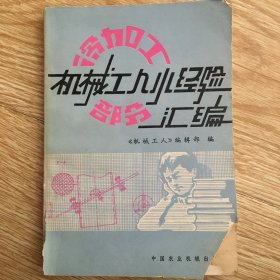 冷加工
机械工人小经验
部分 汇编
《机械工人》编辑部 编
中国农业机械出